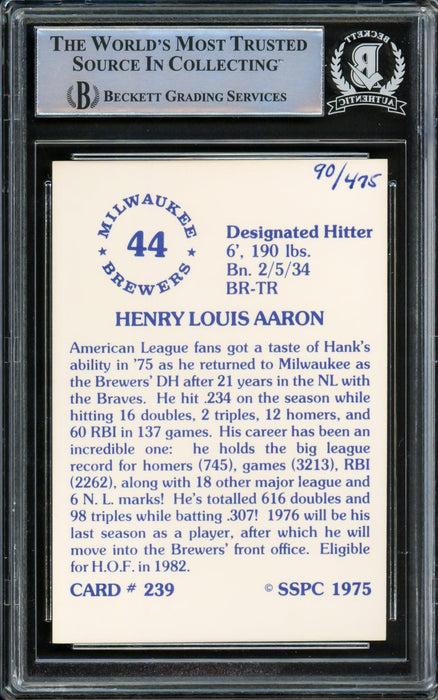 THE WORLD'S MOST TRUSTED
SOURCE IN COLLECTING™
B BECKETT GRADING SERVICES
BECKETT
B
AUTHENTIC
90/475
MILWAUKEE
44
BREWERS
Designated Hitter
6', 190 lbs.
Bn. 2/5/34
BR-TR
HENRY LOUIS AARON
American League fans got a taste of Hank's
ability in '75 as he returned to Milwaukee as
the Brewers' DH after 21 years in the NL with
the Braves. He hit .234 on the season while
hitting 16 doubles, 2 triples, 12 homers, and
60 RBI in 137 games. His career has been an
incredible one: he holds the big league
record for homers (745), games (3213), RBI
(2262), along with 18 other major league and
6 N. L. marks! He's totalled 616 doubles and
98 triples while batting .307! 1976 will be his
last season as a player, after which he will
move into the Brewers' front office. Eligible
for H.O.F. in 1982.
CARD # 239 © SSPC 1975